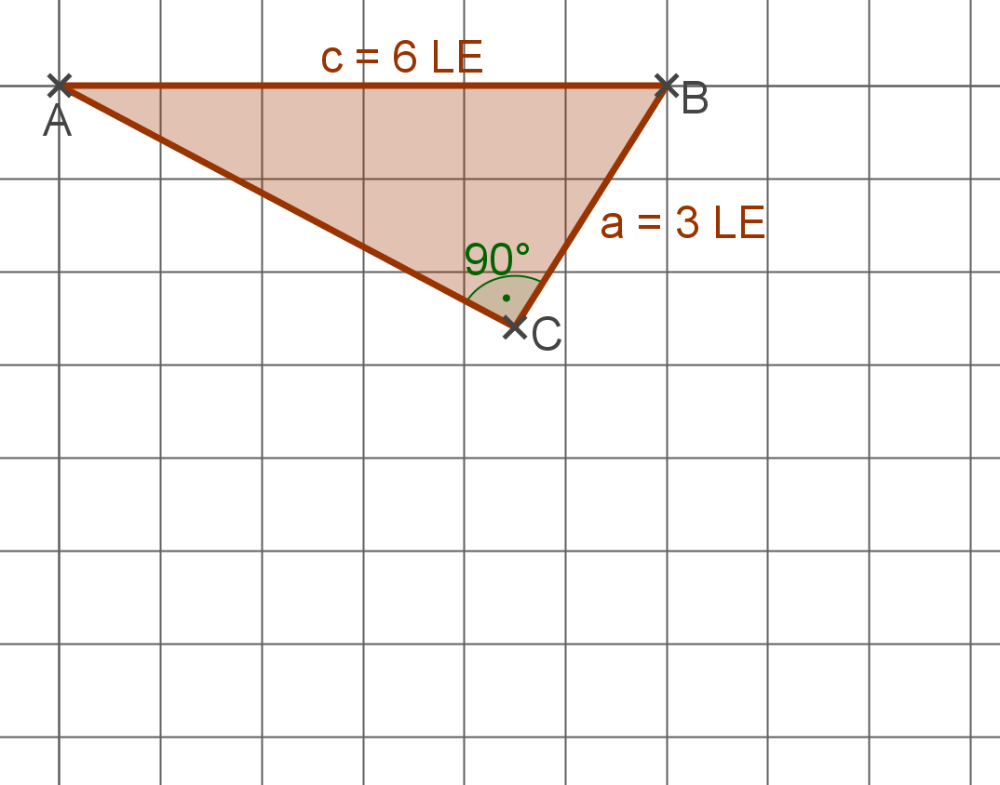 c = 6 LE
A
B
a = 3 LE
90°
C